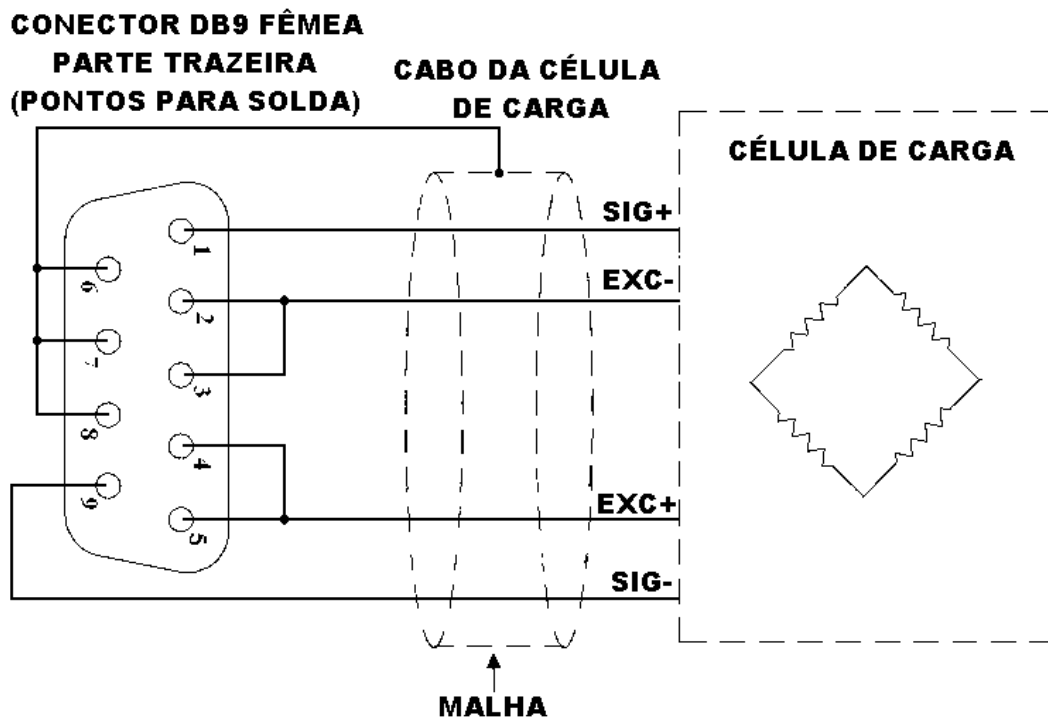 CONECTOR DB9 FÊMEA
PARTE TRAZEIRA
(PONTOS PARA SOLDA)
CABO DA CÉLULA
DE CARGA
CÉLULA DE CARGA
SIG+
EXC-
EXC+
SIG-
1
2
3
4
5
6
7
8
9
MALHA